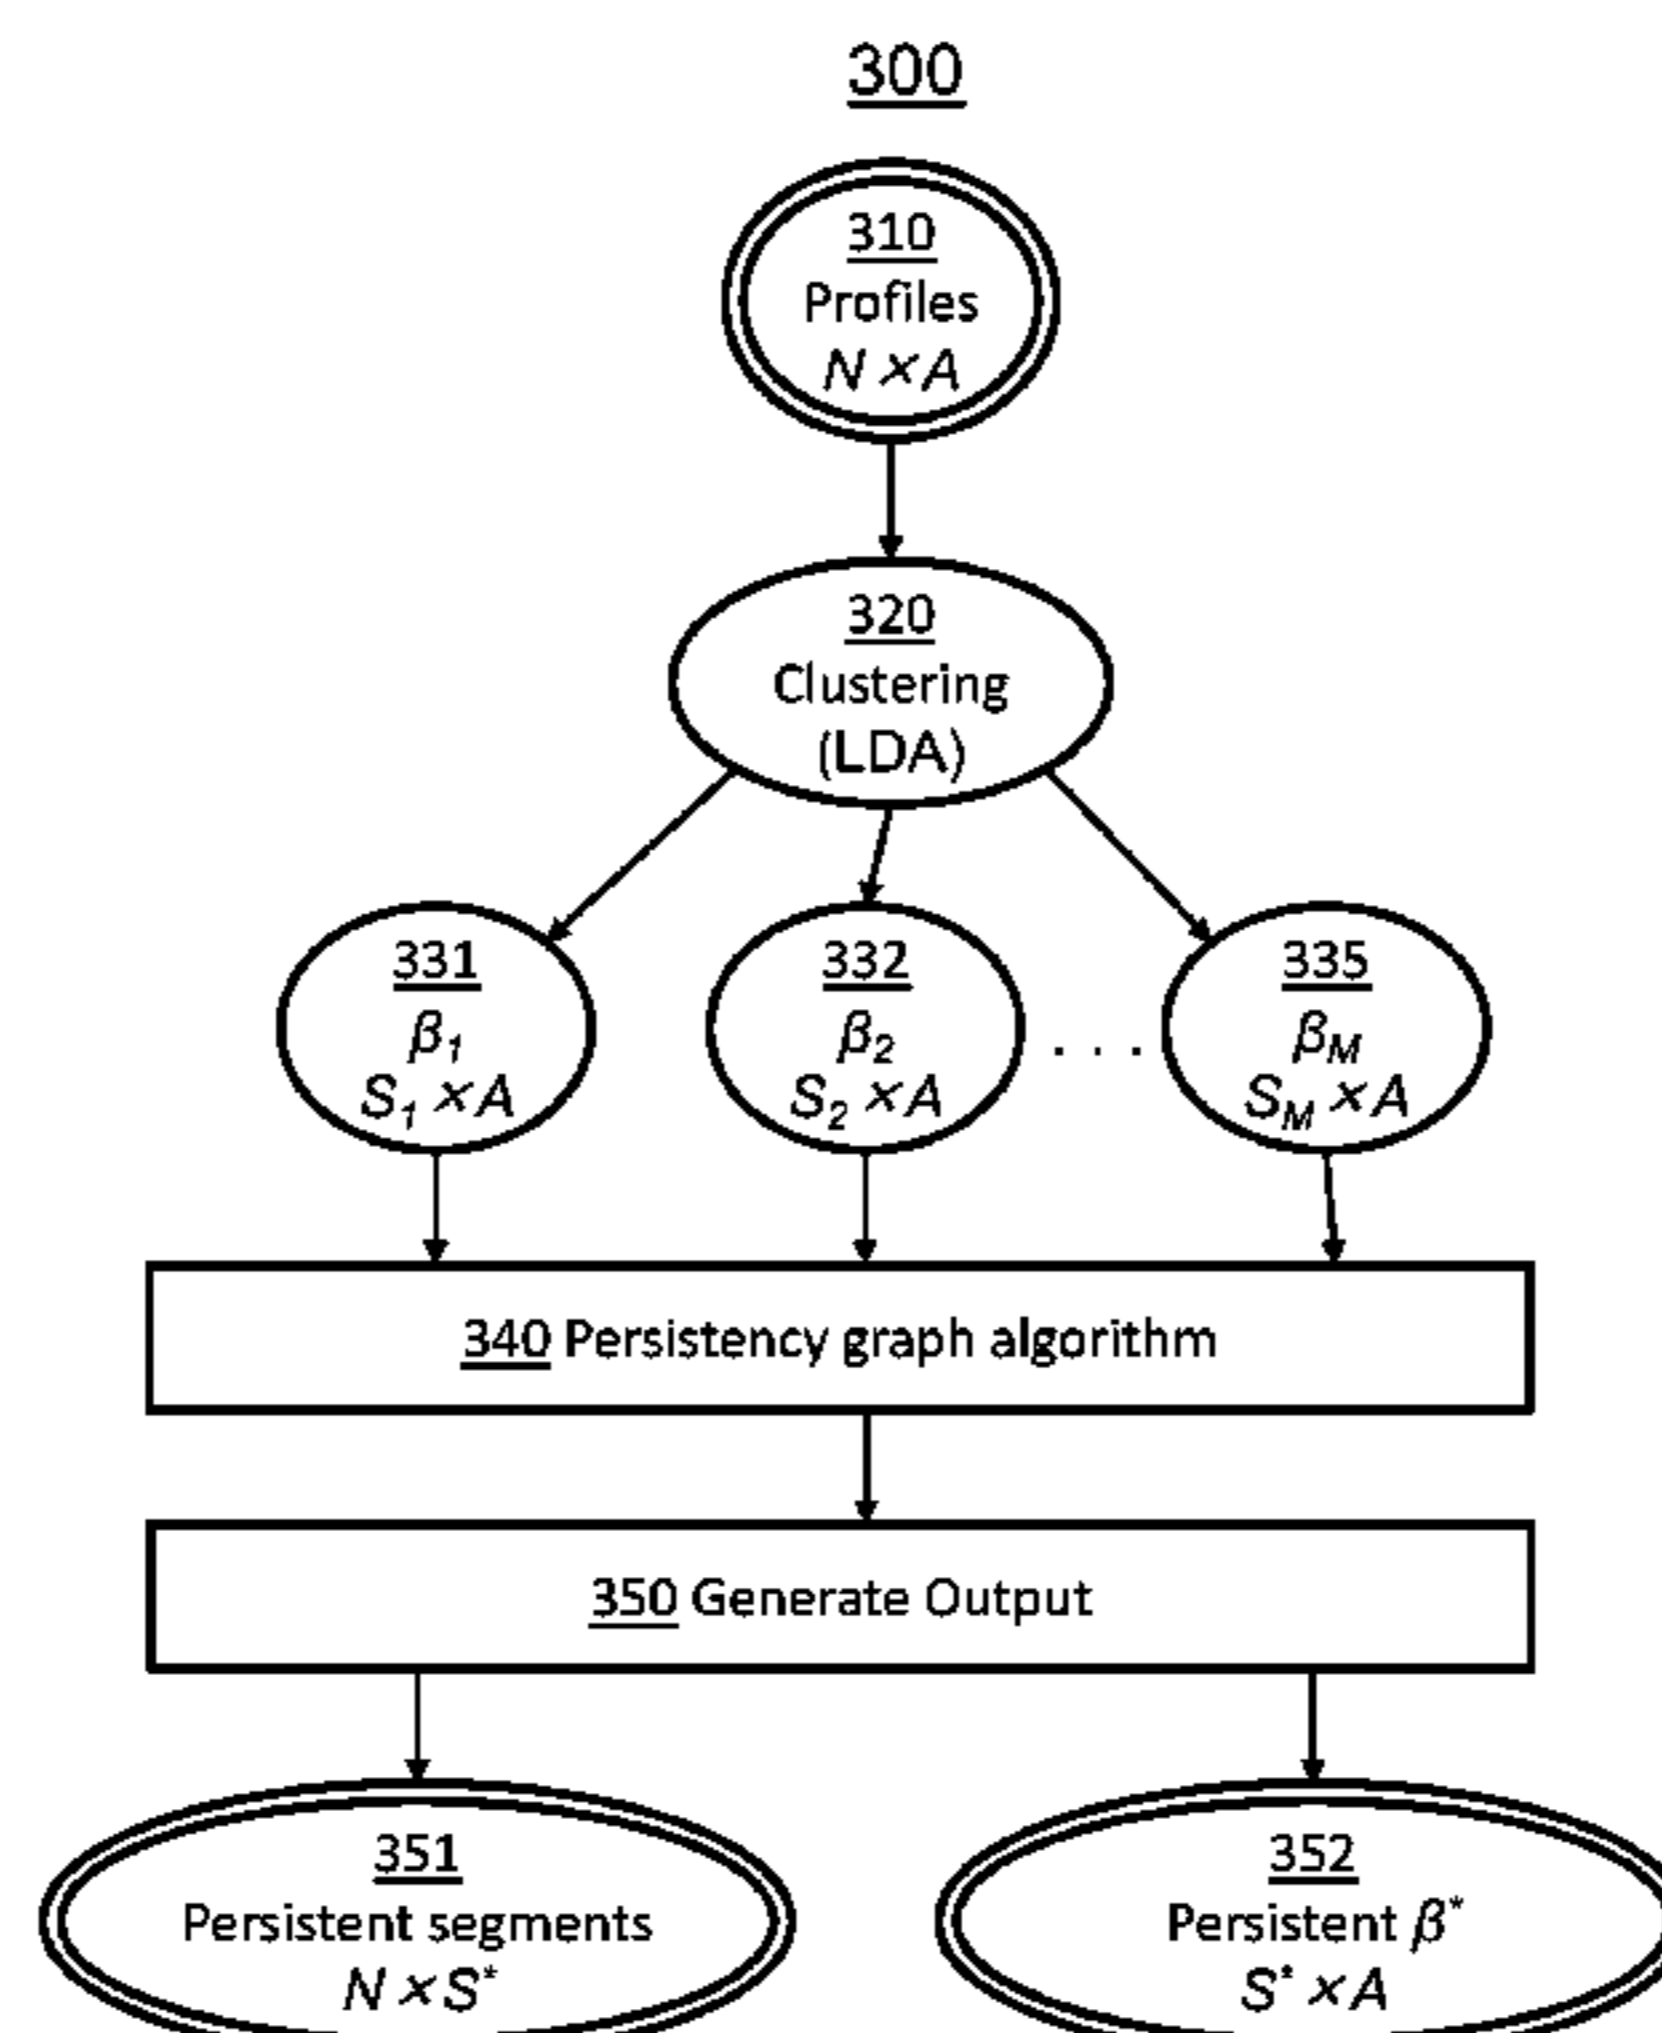 300
310
Profiles
N × A
320
Clustering
(LDA)
331
β1
S1 × A
332
β2
S2 × A
. . .
335
βM
SM × A
340 Persistency graph algorithm
350 Generate Output
351
Persistent segments
N × S*
352
Persistent β*
S* × A